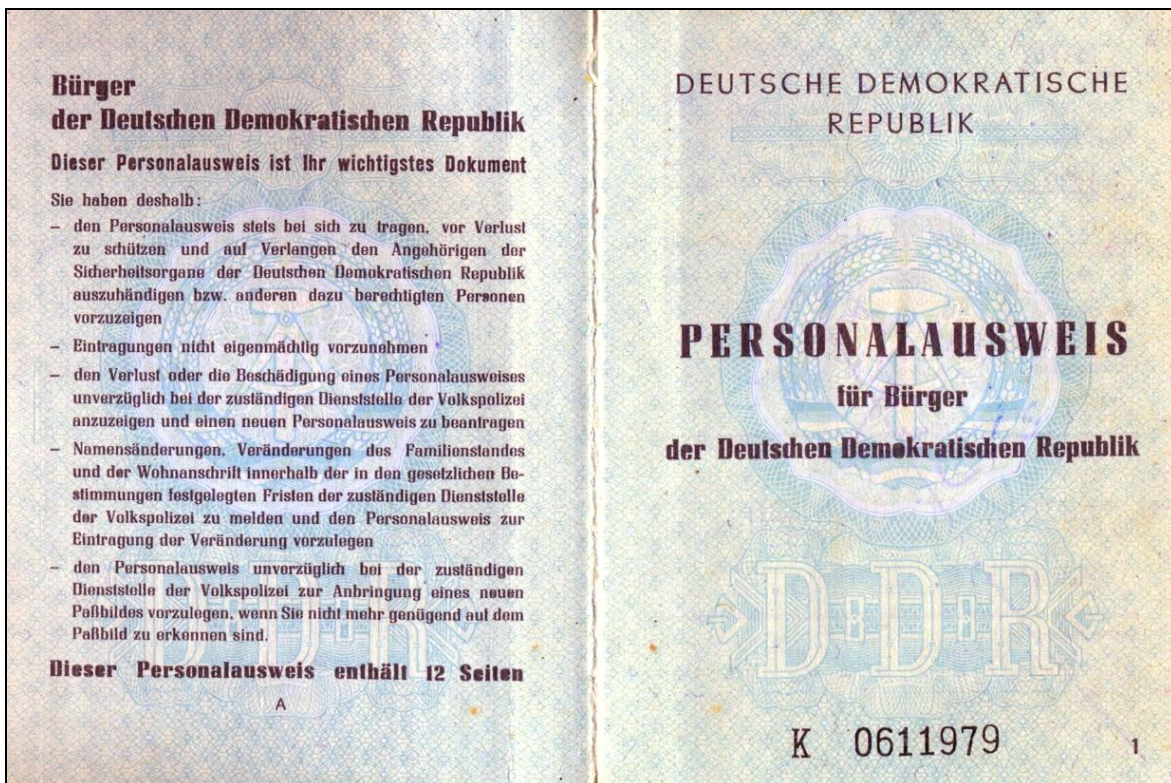 Bürger
der Deutschen Demokratischen Republik
Dieser Personalausweis ist Ihr wichtigstes Dokument
Sie haben deshalb:
– den Personalausweis stets bei sich zu tragen, vor Verlust
zu schützen und auf Verlangen den Angehörigen der
Sicherheitsorgane der Deutschen Demokratischen Republik
auszuhändigen bzw. anderen dazu berechtigten Personen
vorzuzeigen
– Eintragungen nicht eigenmächtig vorzunehmen
– den Verlust oder die Beschädigung eines Personalausweises
unverzüglich bei der zuständigen Dienststelle der Volkspolizei
anzuzeigen und einen neuen Personalausweis zu beantragen
– Namensänderungen, Veränderungen des Familienstandes
und der Wohnanschrift innerhalb der in den gesetzlichen Be-
stimmungen festgelegten Fristen der zuständigen Dienststelle
der Volkspolizei zu melden und den Personalausweis zur
Eintragung der Veränderung vorzulegen
– den Personalausweis unverzüglich bei der zuständigen
Dienststelle der Volkspolizei zur Anbringung eines neuen
Paßbildes vorzulegen, wenn Sie nicht mehr genügend auf dem
Paßbild zu erkennen sind.
Dieser Personalausweis enthält 12 Seiten
A
DDR
DEUTSCHE DEMOKRATISCHE
REPUBLIK
PERSONALAUSWEIS
für Bürger
der Deutschen Demokratischen Republik
DDR
K 0611979
1